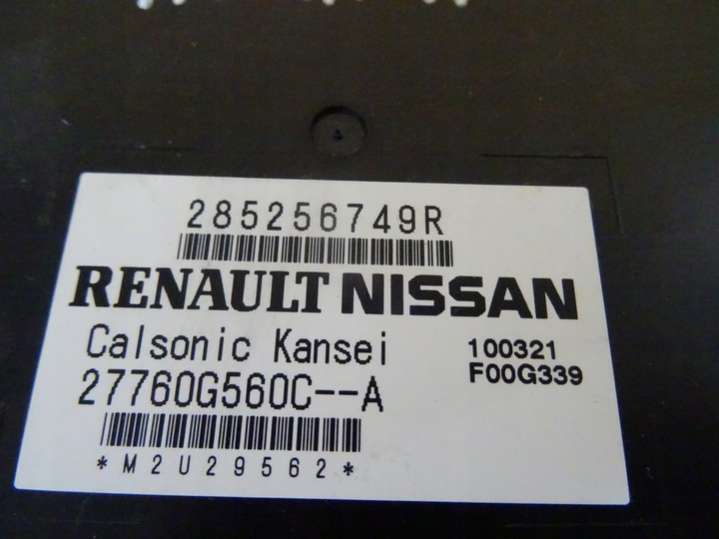 285256749R
RENAULT NISSAN
Calsonic Kansei 100321
27760G560C--A F00G339
*M2U29562*